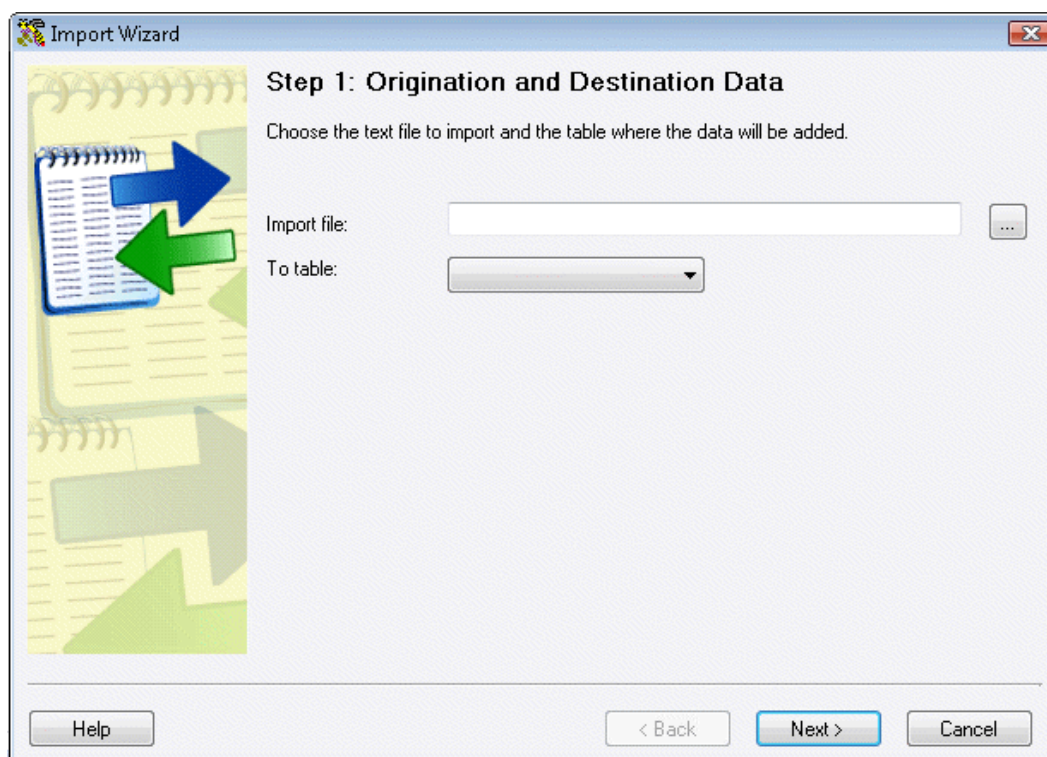 Import Wizard
Step 1: Origination and Destination Data
Choose the text file to import and the table where the data will be added.
Import file:
...
To table:
Help
< Back
Next >
Cancel